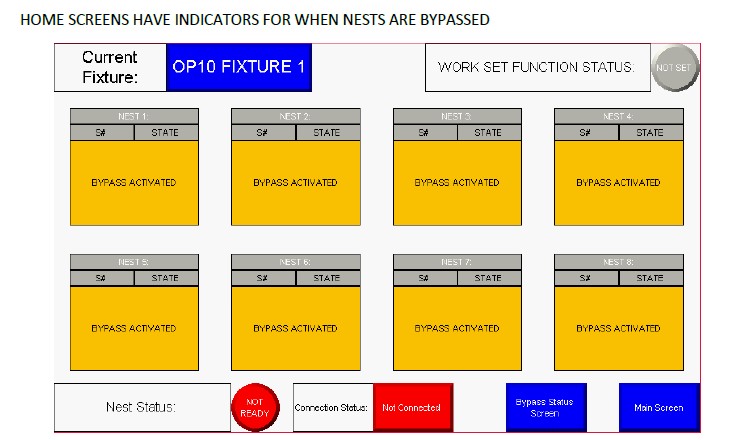 HOME SCREENS HAVE INDICATORS FOR WHEN NESTS ARE BYPASSED
Current
Fixture:
OP10 FIXTURE 1
WORK SET FUNCTION STATUS:
NOT SET
NEST 1: NEST 2: NEST 3: NEST 4:
S# STATE S# STATE S# STATE S# STATE
BYPASS ACTIVATED BYPASS ACTIVATED BYPASS ACTIVATED BYPASS ACTIVATED
NEST 5: NEST 6: NEST 7: NEST 8:
S# STATE S# STATE S# STATE S# STATE
BYPASS ACTIVATED BYPASS ACTIVATED BYPASS ACTIVATED BYPASS ACTIVATED
Nest Status:
NOT
READY
Connection Status:
Not Connected
Bypass Status
Screen
Main Screen